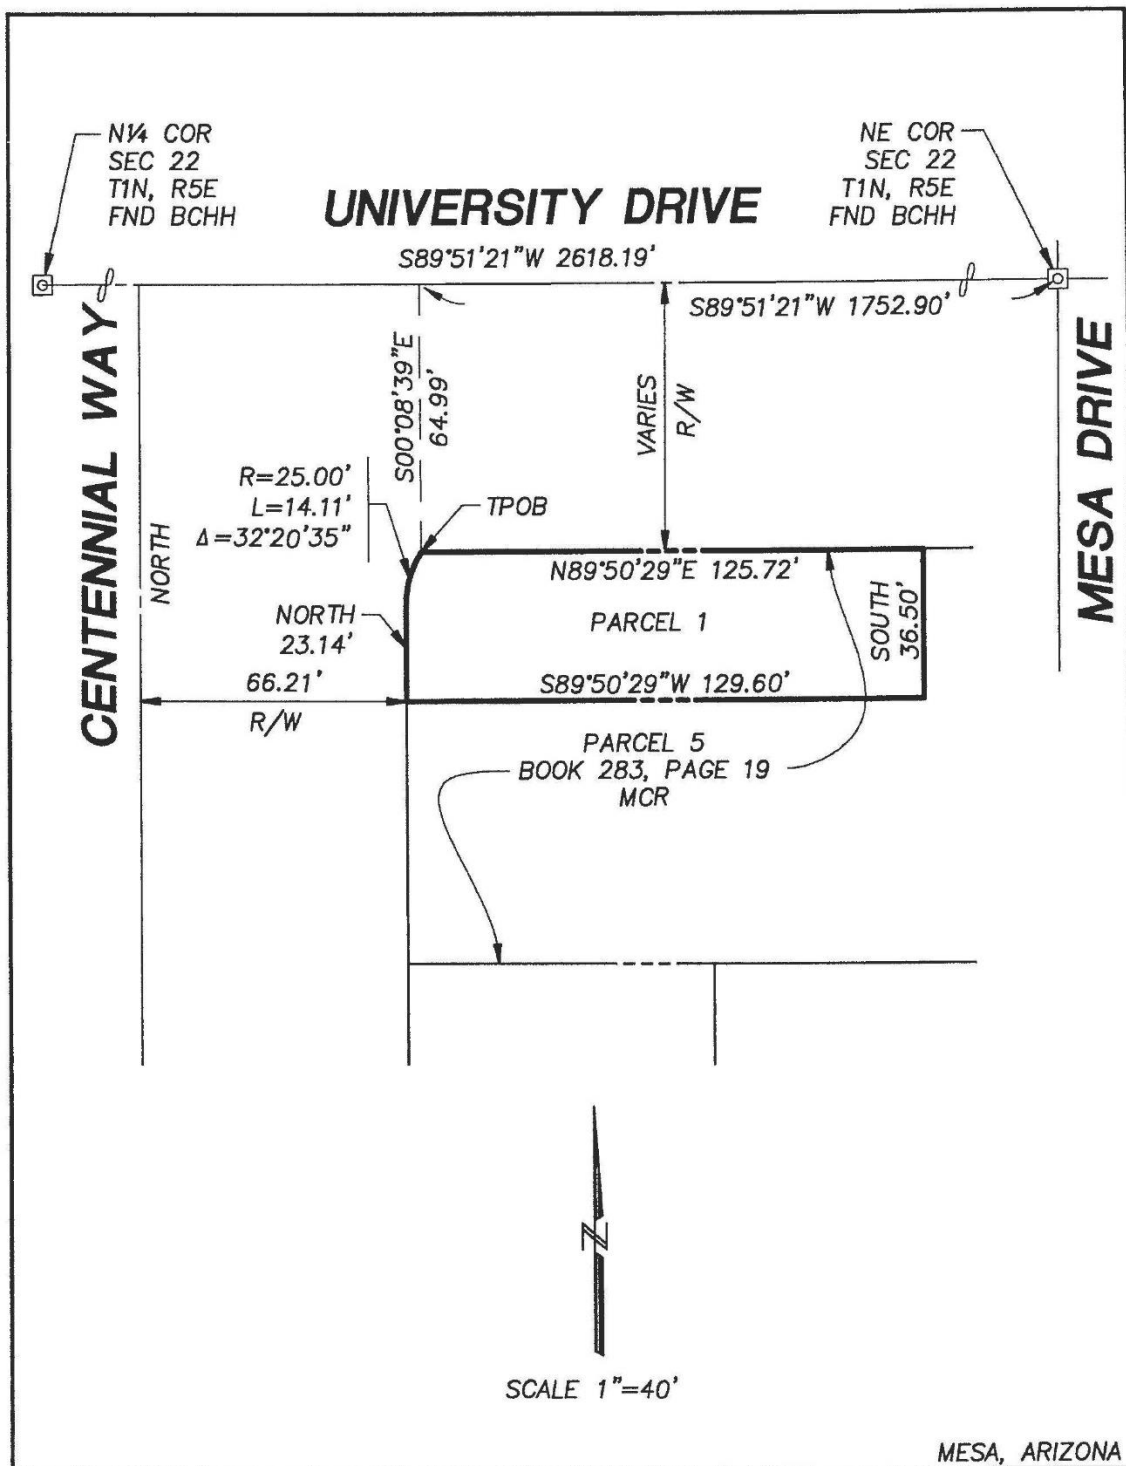 N1/4 COR
SEC 22
T1N, R5E
FND BCHH
NE COR
SEC 22
T1N, R5E
FND BCHH
UNIVERSITY DRIVE
S89°51'21"W 2618.19'
S89°51'21"W 1752.90'
CENTENNIAL WAY
MESA DRIVE
S00°08'39"E
64.99'
VARIES
R/W
R=25.00'
L=14.11'
Δ=32°20'35"
TPOB
NORTH
N89°50'29"E 125.72'
NORTH
23.14'
PARCEL 1
SOUTH
36.50'
66.21'
R/W
S89°50'29"W 129.60'
PARCEL 5
BOOK 283, PAGE 19
MCR
N
SCALE 1"=40'
MESA, ARIZONA